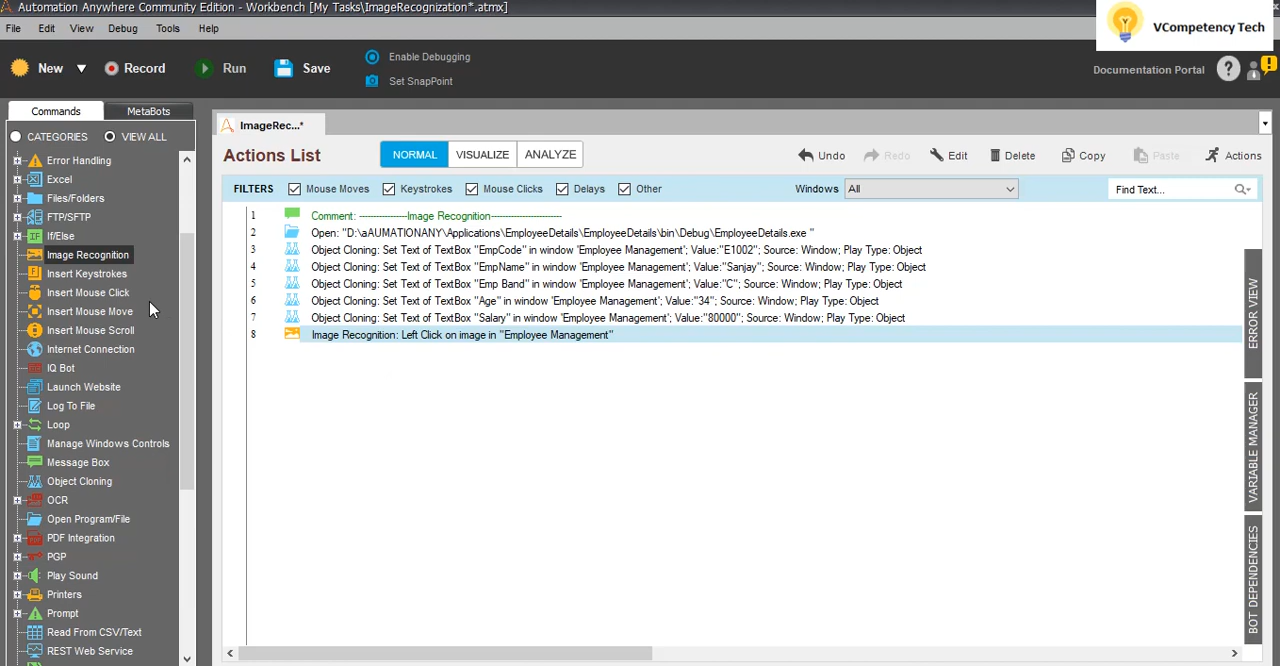 Automation Anywhere Community Edition - Workbench [My Tasks\ImageRecognization*.atmx]
VCompetency Tech
File Edit View Debug Tools Help
New Record Run Save
Enable Debugging
Set SnapPoint
Documentation Portal ?
Commands MetaBots
CATEGORIES VIEW ALL
Error Handling
Excel
Files/Folders
FTP/SFTP
If/Else
Image Recognition
Insert Keystrokes
Insert Mouse Click
Insert Mouse Move
Insert Mouse Scroll
Internet Connection
IQ Bot
Launch Website
Log To File
Loop
Manage Windows Controls
Message Box
Object Cloning
OCR
Open Program/File
PDF Integration
PGP
Play Sound
Printers
Prompt
Read From CSV/Text
REST Web Service
ImageRec...*
Actions List NORMAL VISUALIZE ANALYZE Undo Redo Edit Delete Copy Paste Actions
FILTERS Mouse Moves Keystrokes Mouse Clicks Delays Other Windows All Find Text...
1 Comment: ----------------Image Recognition------------------------
2 Open: "D:\aAUMATIONANY\Applications\EmployeeDetails\EmployeeDetails\bin\Debug\EmployeeDetails.exe "
3 Object Cloning: Set Text of TextBox "EmpCode" in window 'Employee Management'; Value:"E1002"; Source: Window; Play Type: Object
4 Object Cloning: Set Text of TextBox "EmpName" in window 'Employee Management'; Value:"Sanjay"; Source: Window; Play Type: Object
5 Object Cloning: Set Text of TextBox "Emp Band" in window 'Employee Management'; Value:"C"; Source: Window; Play Type: Object
6 Object Cloning: Set Text of TextBox "Age" in window 'Employee Management'; Value:"34"; Source: Window; Play Type: Object
7 Object Cloning: Set Text of TextBox "Salary" in window 'Employee Management'; Value:"80000"; Source: Window; Play Type: Object
8 Image Recognition: Left Click on image in "Employee Management"
ERROR VIEW
VARIABLE MANAGER
BOT DEPENDENCIES